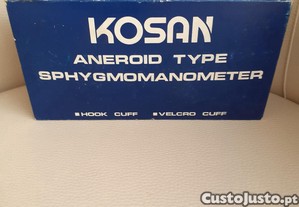 KOSAN
ANEROID TYPE
SPHYGMOMANOMETER
■HOOK CUFF ■VELCRO CUFF
CustoJusto.pt